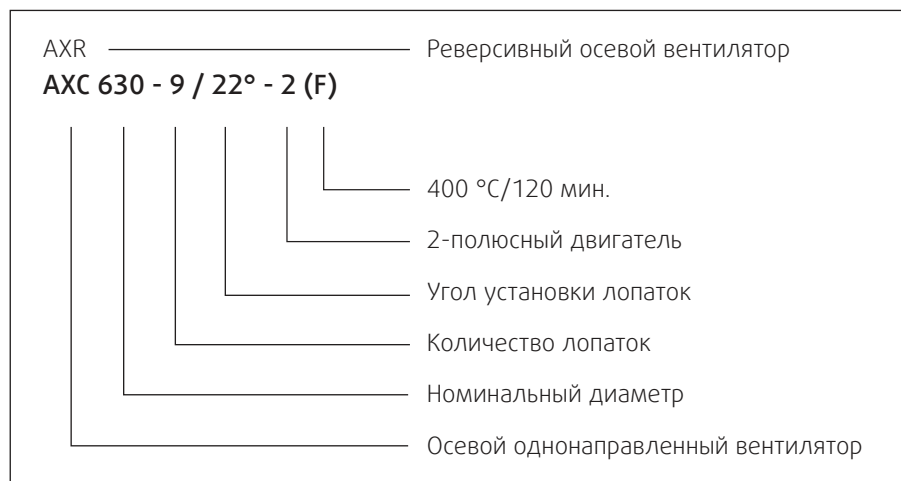 AXR Реверсивный осевой вентилятор
AXC 630 - 9 / 22° - 2 (F)
400 °C/120 мин.
2-полюсный двигатель
Угол установки лопаток
Количество лопаток
Номинальный диаметр
Осевой однонаправленный вентилятор